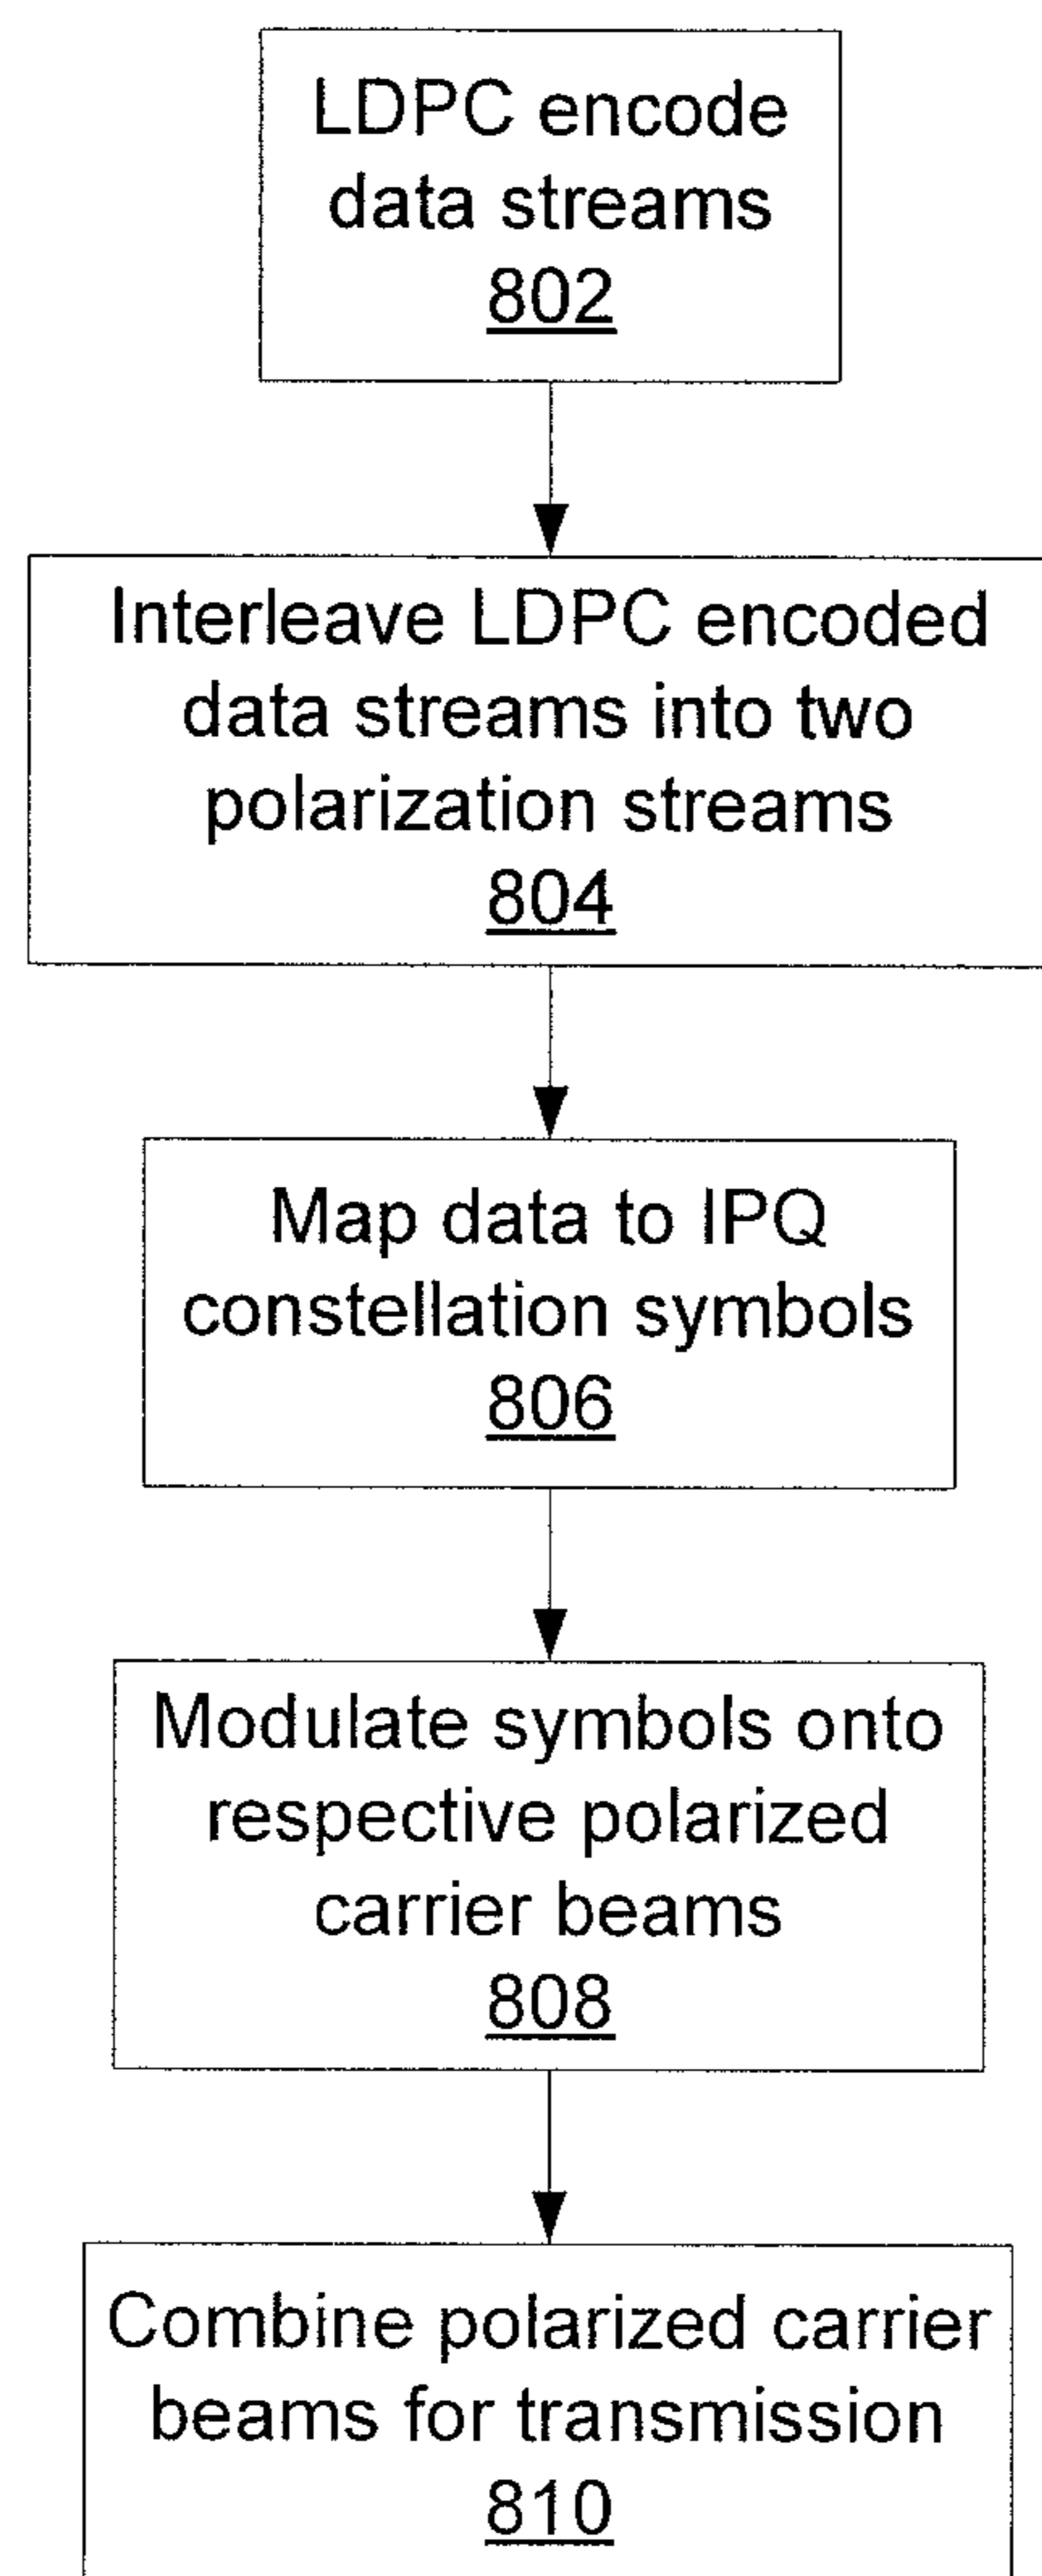 LDPC encode
data streams
802
Interleave LDPC encoded
data streams into two
polarization streams
804
Map data to IPQ
constellation symbols
806
Modulate symbols onto
respective polarized
carrier beams
808
Combine polarized carrier
beams for transmission
810